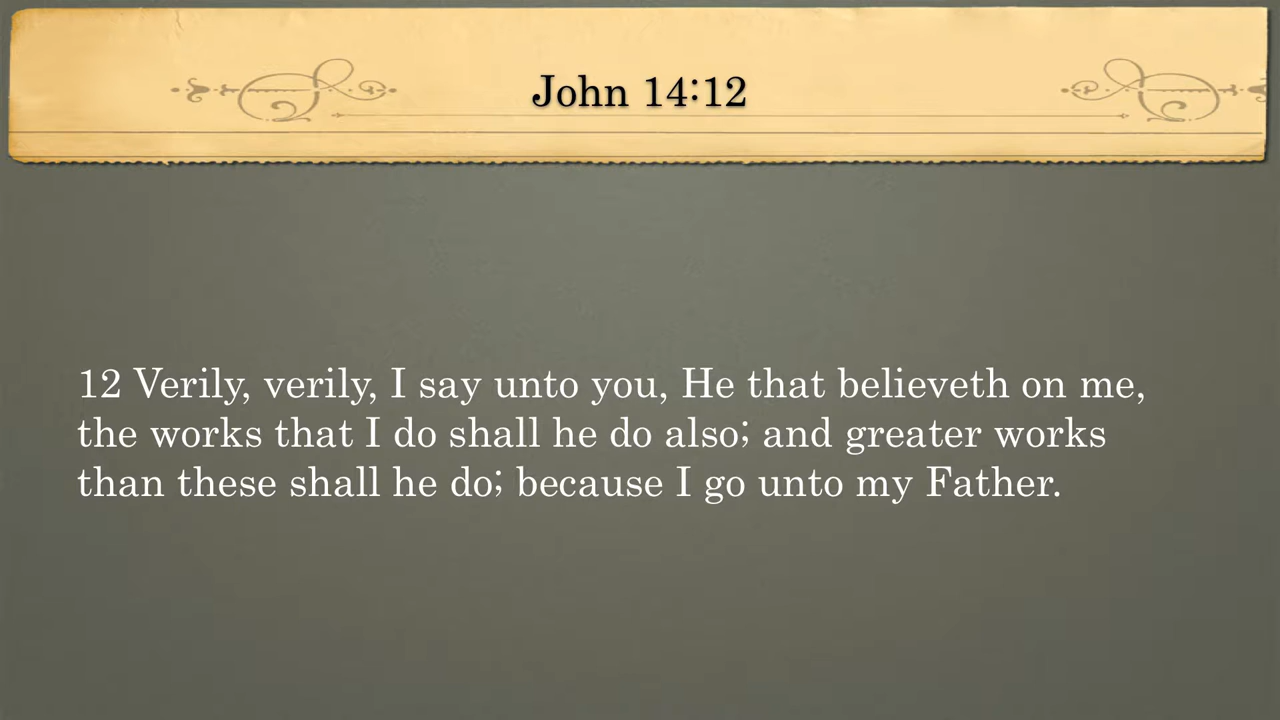 John 14:12
12 Verily, verily, I say unto you, He that believeth on me,
the works that I do shall he do also; and greater works
than these shall he do; because I go unto my Father.